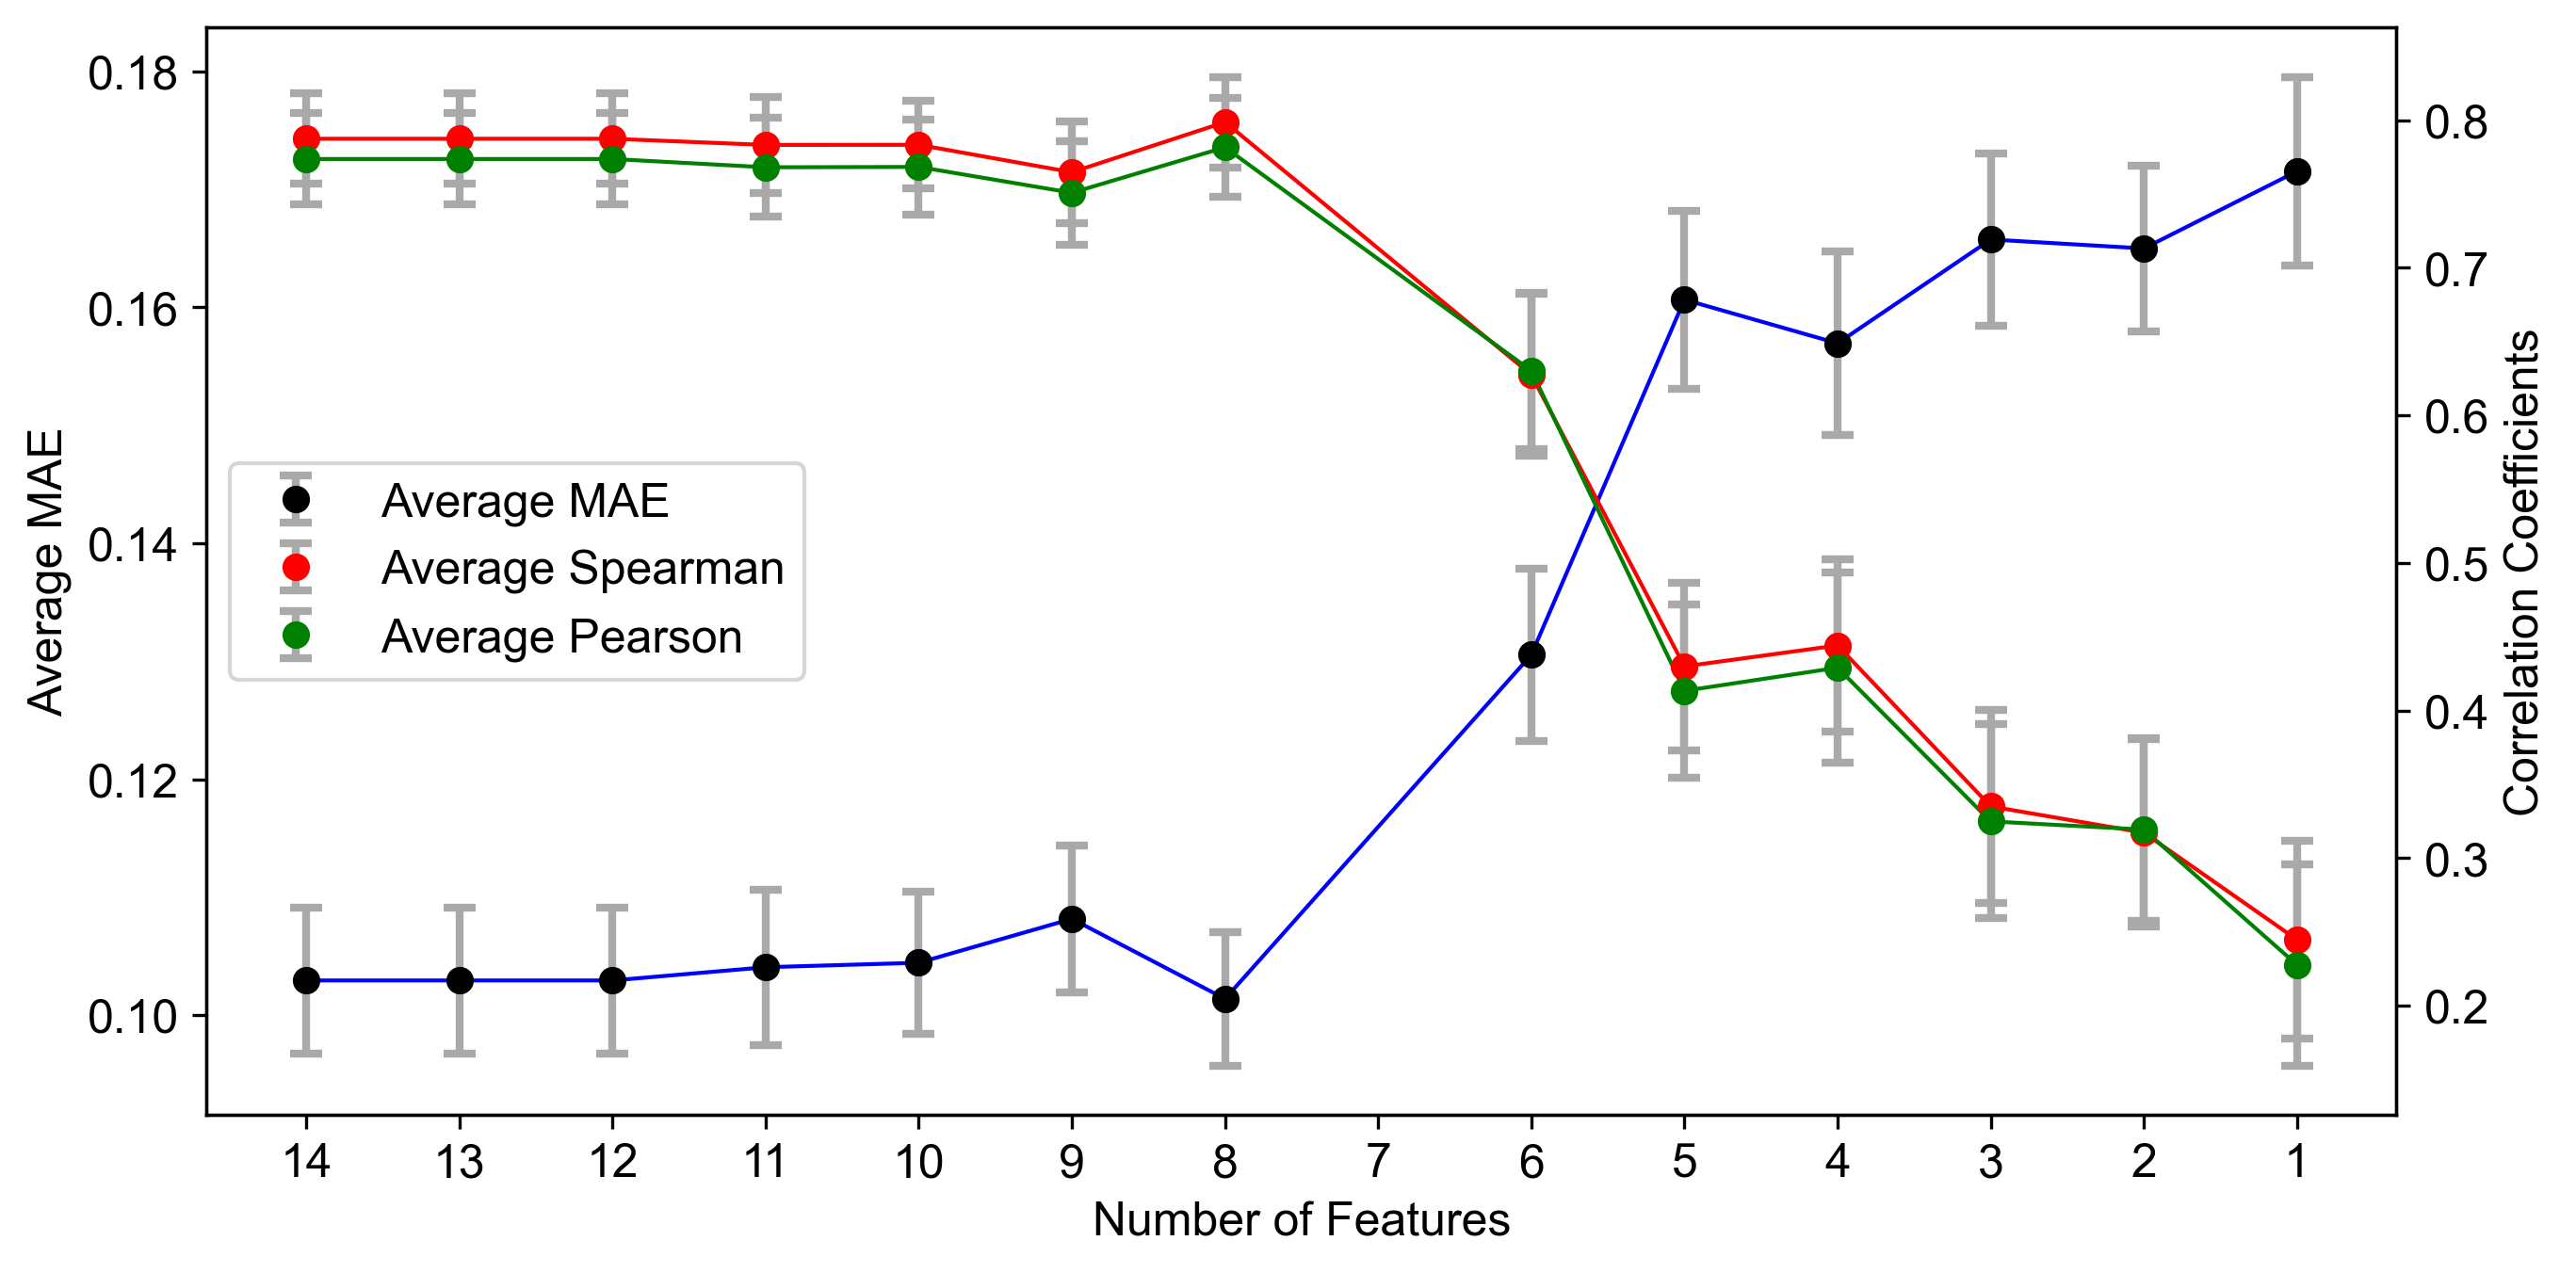 0.18
0.16
0.14
0.12
0.10
Average MAE
Average MAE
Average Spearman
Average Pearson
0.8
0.7
0.6
0.5
0.4
0.3
0.2
Correlation Coefficients
14 13 12 11 10 9 8 7 6 5 4 3 2 1
Number of Features